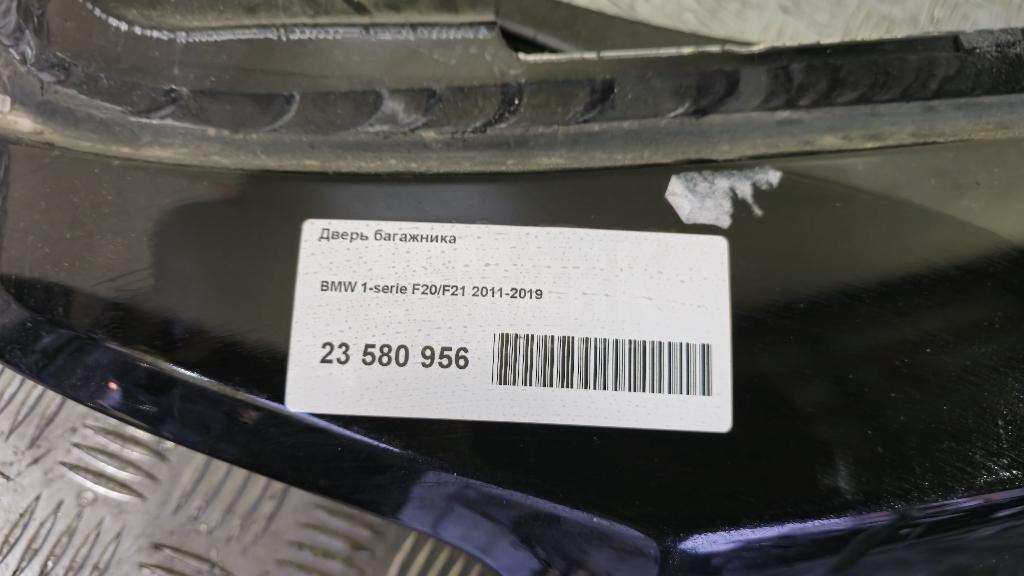 Дверь багажника
BMW 1-serie F20/F21 2011-2019
23 580 956